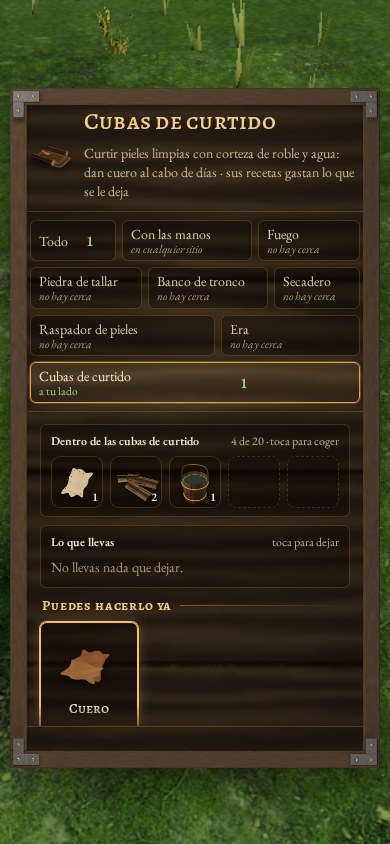 Cubas de curtido
Curtir pieles limpias con corteza de roble y agua:
dan cuero al cabo de días · sus recetas gastan lo que
se le deja
Todo 1
Con las manos
en cualquier sitio
Fuego
no hay cerca
Piedra de tallar
no hay cerca
Banco de tronco
no hay cerca
Secadero
no hay cerca
Raspador de pieles
no hay cerca
Era
no hay cerca
Cubas de curtido 1
a tu lado
Dentro de las cubas de curtido 4 de 20 · toca para coger
1 2 1
Lo que llevas toca para dejar
No llevas nada que dejar.
Puedes hacerlo ya
Cuero